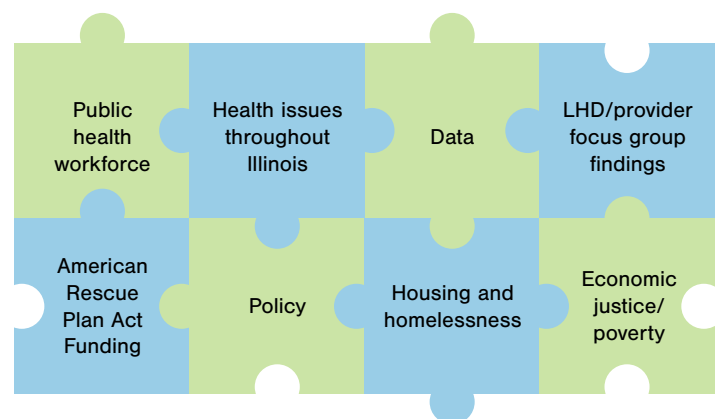 Public
health
workforce
Health issues
throughout
Illinois
Data
LHD/provider
focus group
findings
American
Rescue
Plan Act
Funding
Policy
Housing and
homelessness
Economic
justice/
poverty